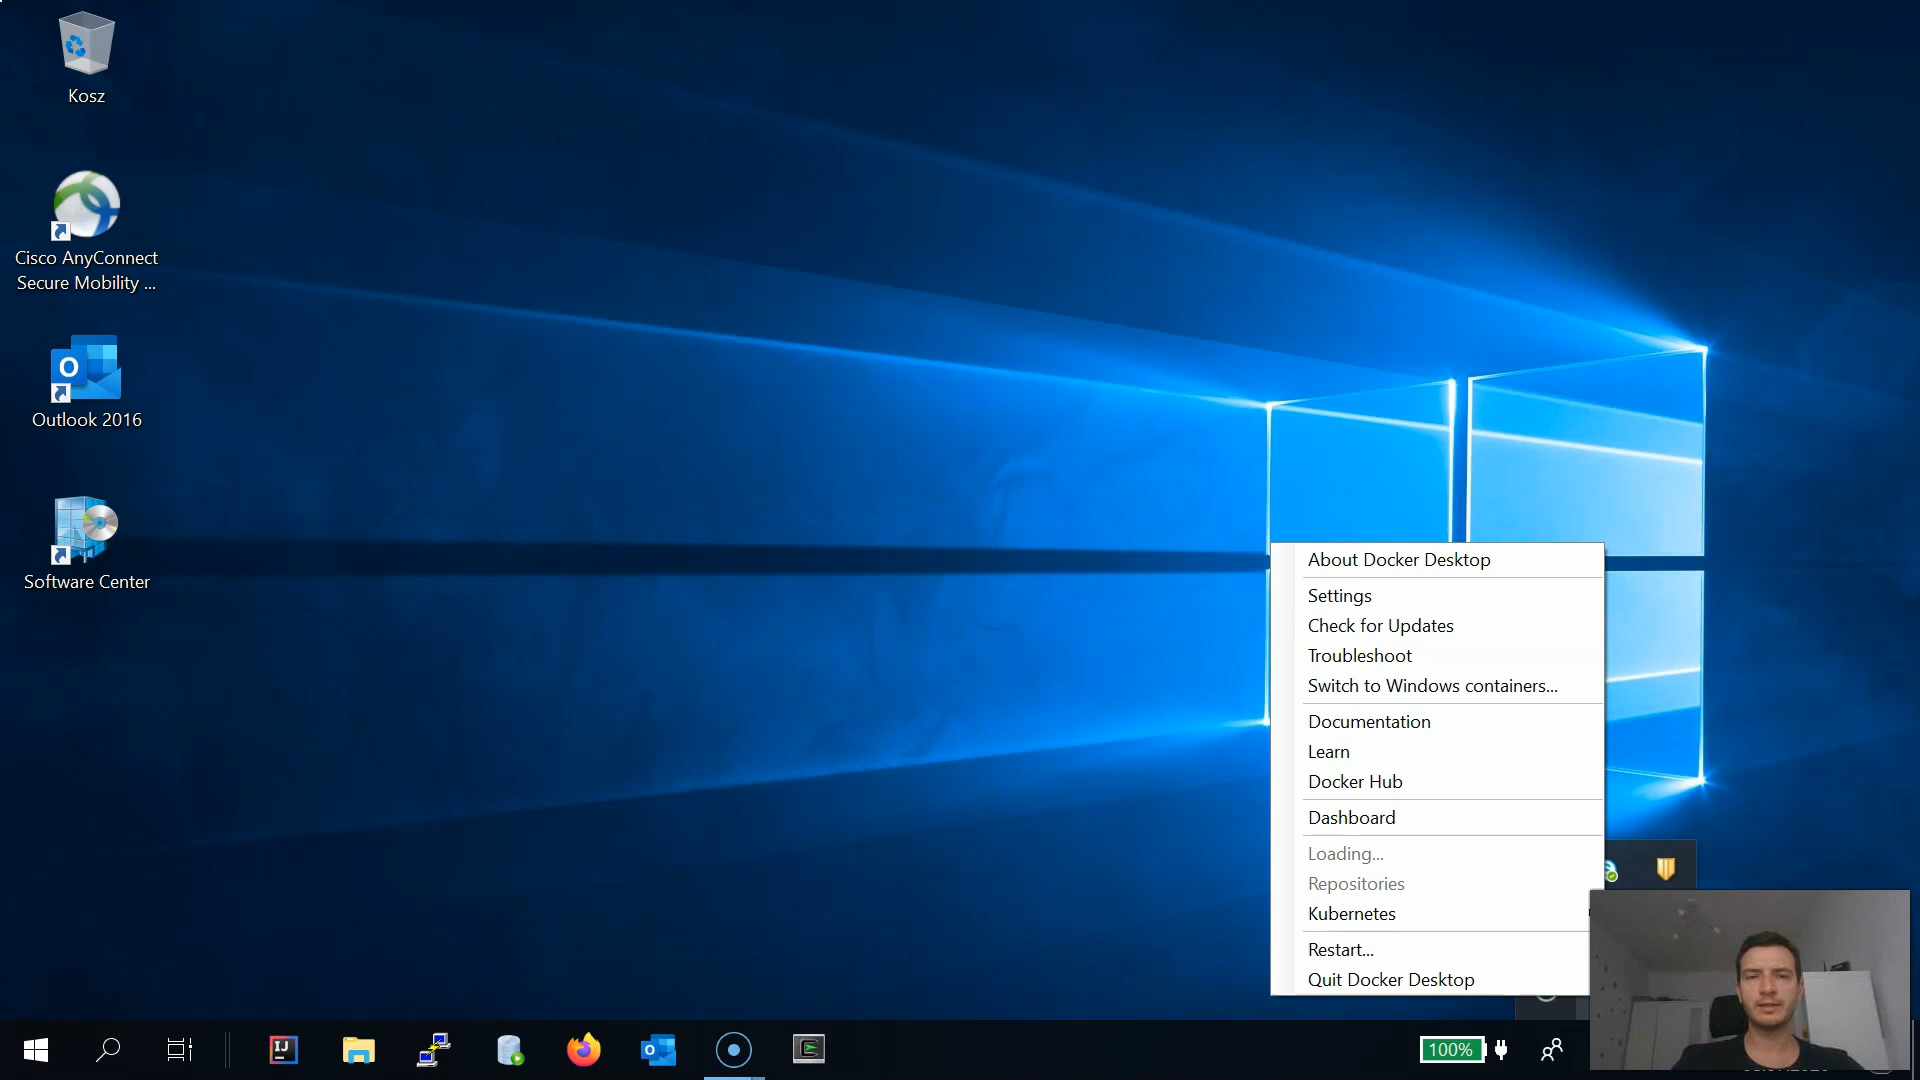 Kosz
Cisco AnyConnect
Secure Mobility ...
Outlook 2016
Software Center
About Docker Desktop
Settings
Check for Updates
Troubleshoot
Switch to Windows containers...
Documentation
Learn
Docker Hub
Dashboard
Loading...
Repositories
Kubernetes
Restart...
Quit Docker Desktop
100%